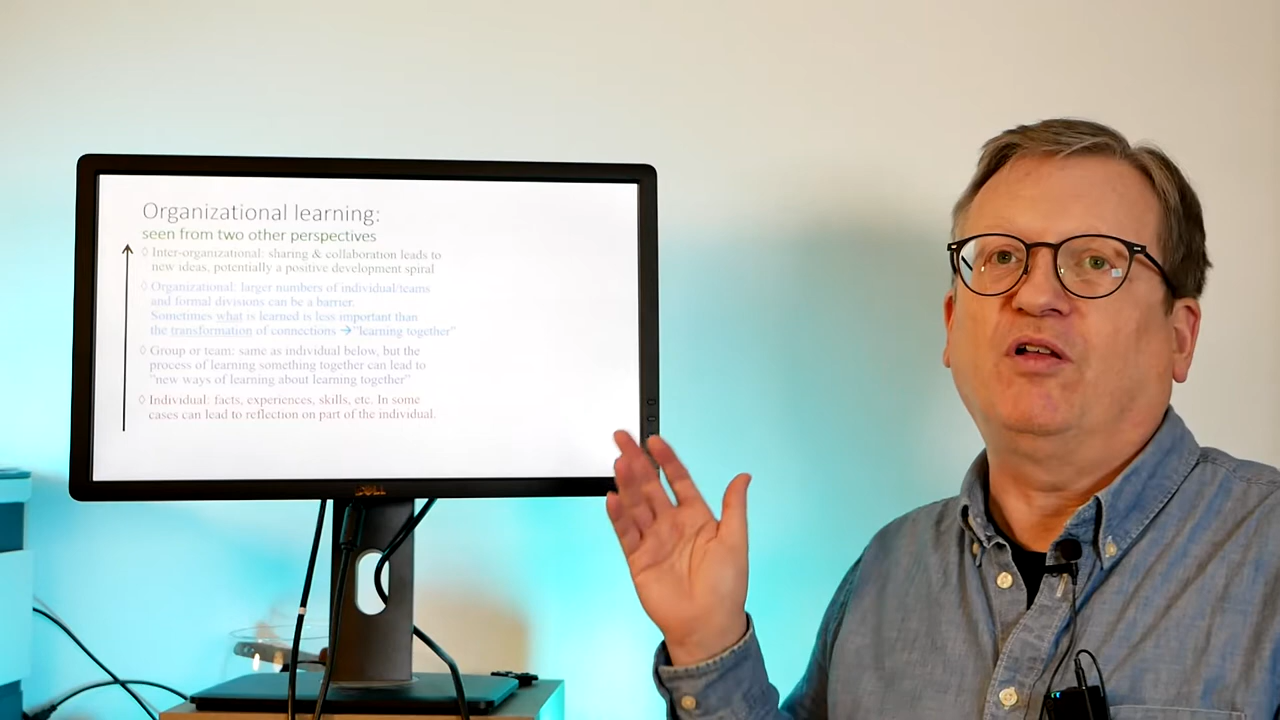 Organizational learning:
seen from two other perspectives
◊ Inter-organizational: sharing & collaboration leads to
new ideas, potentially a positive development spiral
◊ Organizational: larger numbers of individual/teams
and formal divisions can be a barrier.
Sometimes what is learned is less important than
the transformation of connections → "learning together"
◊ Group or team: same as individual below, but the
process of learning something together can lead to
"new ways of learning about learning together"
◊ Individual: facts, experiences, skills, etc. In some
cases can lead to reflection on part of the individual.
DELL